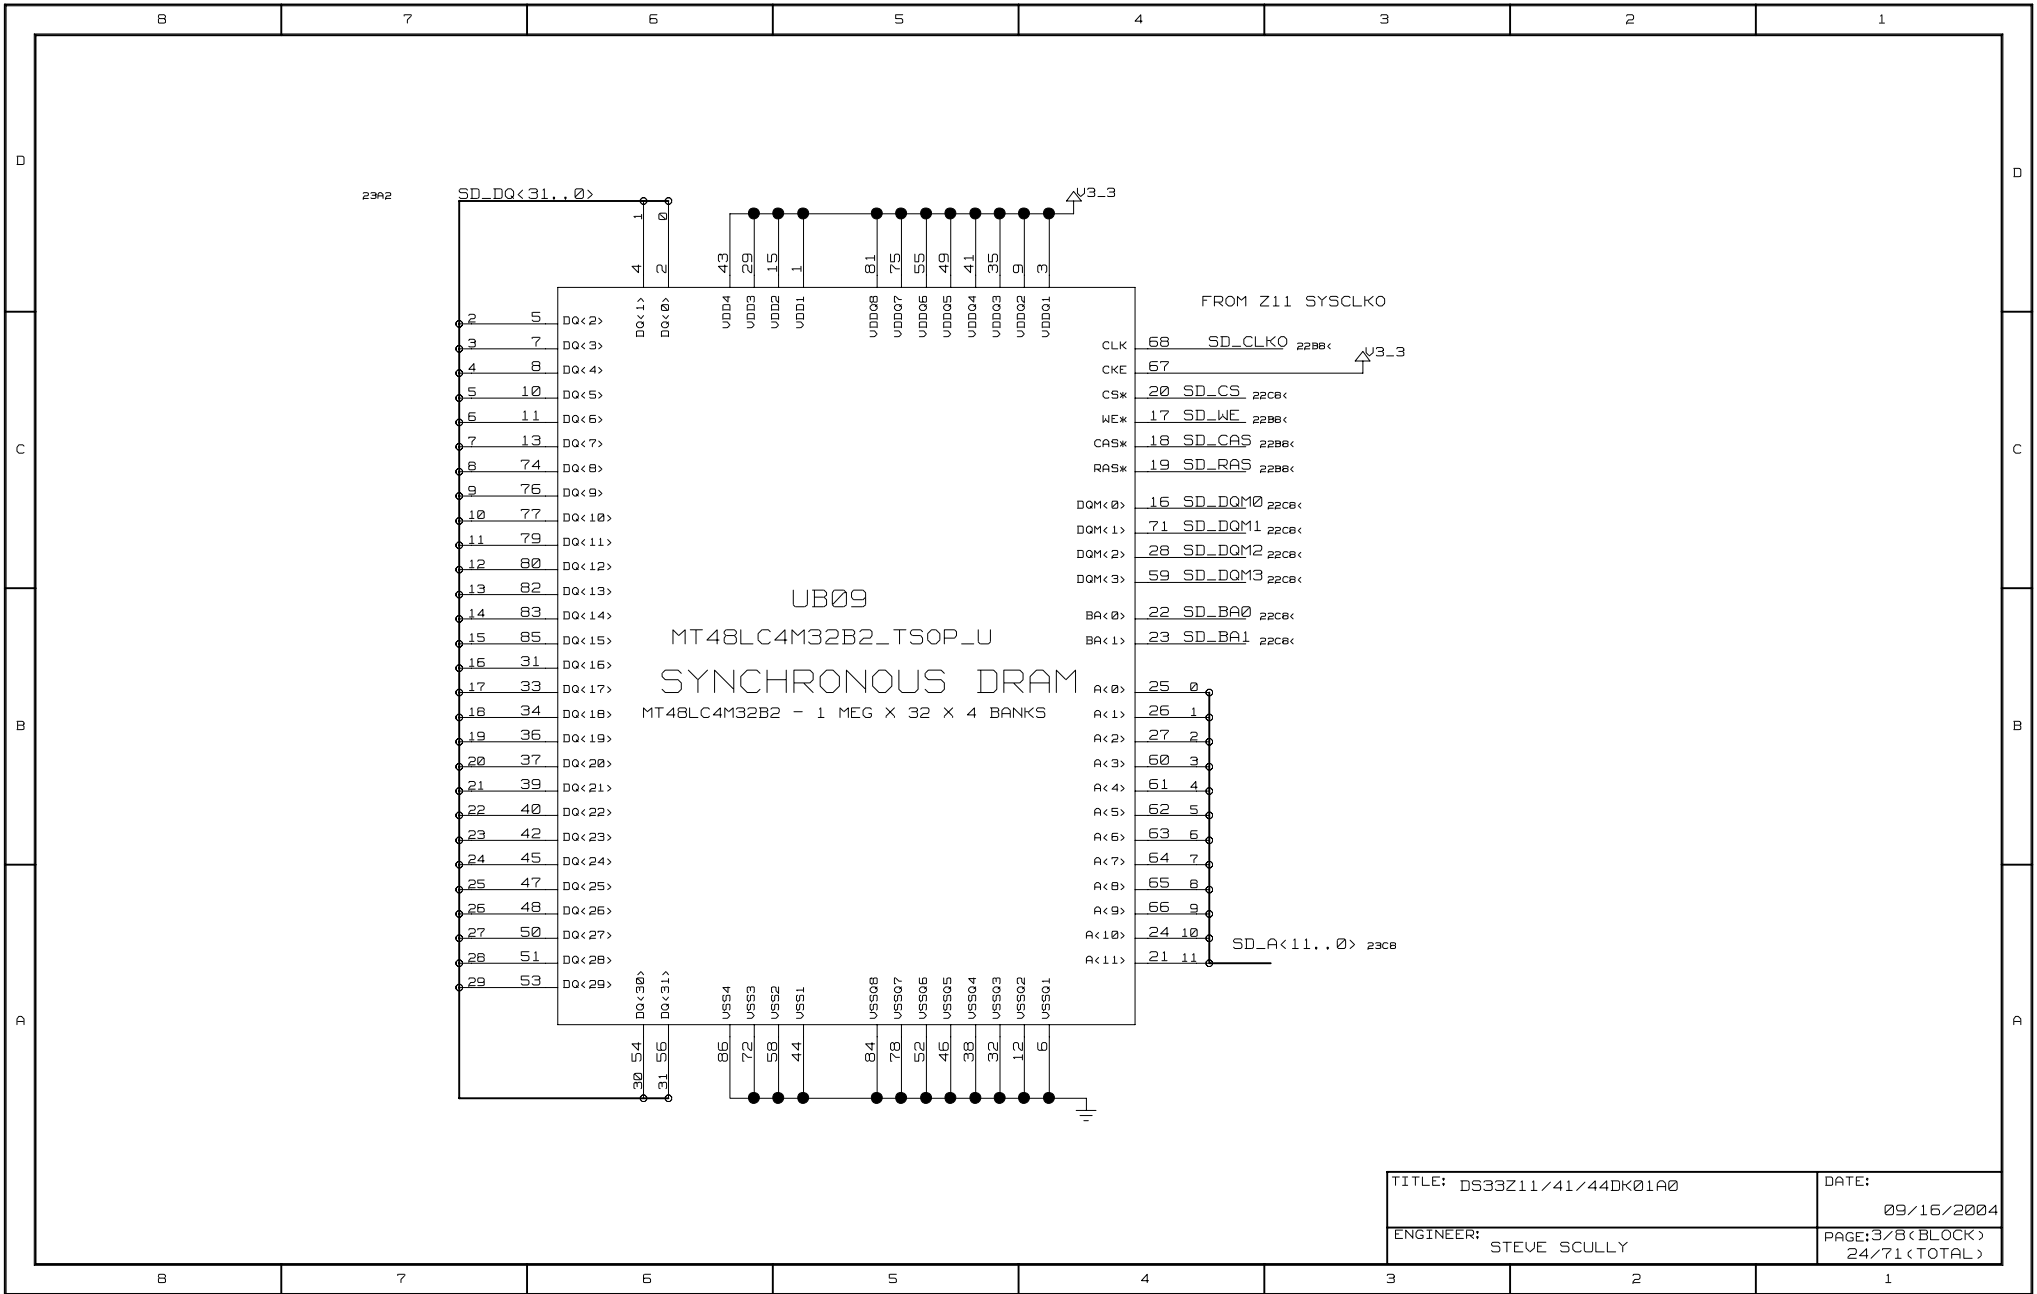 8 7 6 5 4 3 2 1
D D
C C
B B
A A
23A2 SD_DQ<31..0>
V3_3
1 0
4 2 43 29 15 1 81 75 55 49 41 35 9 3
DQ<1> DQ<0> VDD4 VDD3 VDD2 VDD1 VDDQ8 VDDQ7 VDDQ6 VDDQ5 VDDQ4 VDDQ3 VDDQ2 VDDQ1
2 5 DQ<2>
3 7 DQ<3>
4 8 DQ<4>
5 10 DQ<5>
6 11 DQ<6>
7 13 DQ<7>
8 74 DQ<8>
9 76 DQ<9>
10 77 DQ<10>
11 79 DQ<11>
12 80 DQ<12>
13 82 DQ<13>
14 83 DQ<14>
15 85 DQ<15>
16 31 DQ<16>
17 33 DQ<17>
18 34 DQ<18>
19 36 DQ<19>
20 37 DQ<20>
21 39 DQ<21>
22 40 DQ<22>
23 42 DQ<23>
24 45 DQ<24>
25 47 DQ<25>
26 48 DQ<26>
27 50 DQ<27>
28 51 DQ<28>
29 53 DQ<29>
UB09
MT48LC4M32B2_TSOP_U
SYNCHRONOUS DRAM
MT48LC4M32B2 - 1 MEG X 32 X 4 BANKS
FROM Z11 SYSCLKO
CLK 68 SD_CLKO 22B8<
CKE 67 V3_3
CS* 20 SD_CS 22C8<
WE* 17 SD_WE 22B8<
CAS* 18 SD_CAS 22B8<
RAS* 19 SD_RAS 22B8<
DQM<0> 16 SD_DQM0 22C8<
DQM<1> 71 SD_DQM1 22C8<
DQM<2> 28 SD_DQM2 22C8<
DQM<3> 59 SD_DQM3 22C8<
BA<0> 22 SD_BA0 22C8<
BA<1> 23 SD_BA1 22C8<
A<0> 25 0
A<1> 26 1
A<2> 27 2
A<3> 60 3
A<4> 61 4
A<5> 62 5
A<6> 63 6
A<7> 64 7
A<8> 65 8
A<9> 66 9
A<10> 24 10
A<11> 21 11
SD_A<11..0> 23C8
DQ<30> DQ<31> VSS4 VSS3 VSS2 VSS1 VSSQ8 VSSQ7 VSSQ6 VSSQ5 VSSQ4 VSSQ3 VSSQ2 VSSQ1
54 56 86 72 58 44 84 78 52 46 38 32 12 6
30 31
TITLE: DS33Z11/41/44DK01A0
DATE:
09/16/2004
ENGINEER:
STEVE SCULLY
PAGE:3/8(BLOCK)
24/71(TOTAL)
8 7 6 5 4 3 2 1